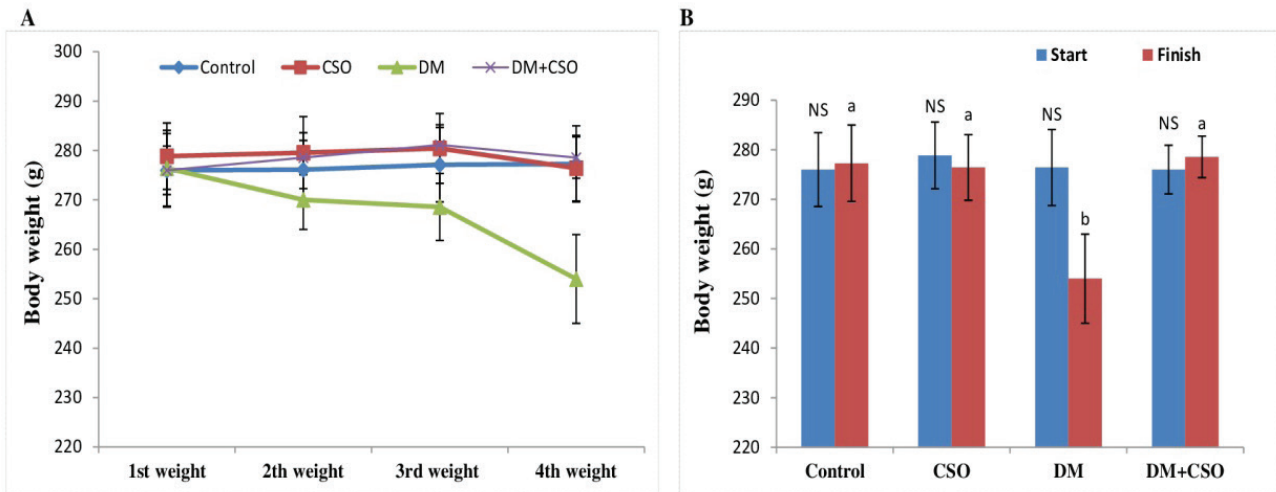 A
Body weight (g)
300
290
280
270
260
250
240
230
220
Control CSO DM DM+CSO
1st weight 2th weight 3rd weight 4th weight
B
Body weight (g)
Start Finish
290
280
270
260
250
240
230
220
NS a NS a NS b NS a
Control CSO DM DM+CSO